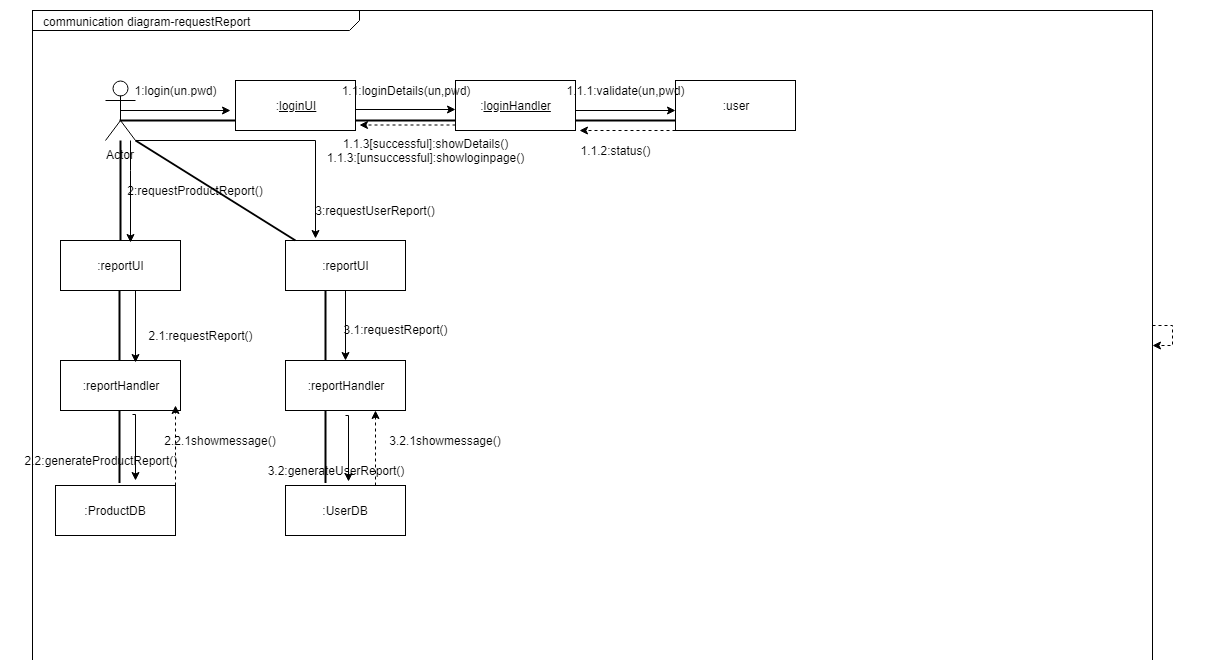 communication diagram-requestReport
1:login(un.pwd)
:loginUI
1.1:loginDetails(un,pwd)
:loginHandler
1.1.1:validate(un,pwd)
:user
1.1.3[successful]:showDetails()
1.1.3:[unsuccessful]:showloginpage()
1.1.2:status()
Actor
2:requestProductReport()
3:requestUserReport()
:reportUI
:reportUI
2.1:requestReport()
3.1:requestReport()
:reportHandler
:reportHandler
2.2.1showmessage()
3.2.1showmessage()
2.2:generateProductReport()
3.2:generateUserReport()
:ProductDB
:UserDB